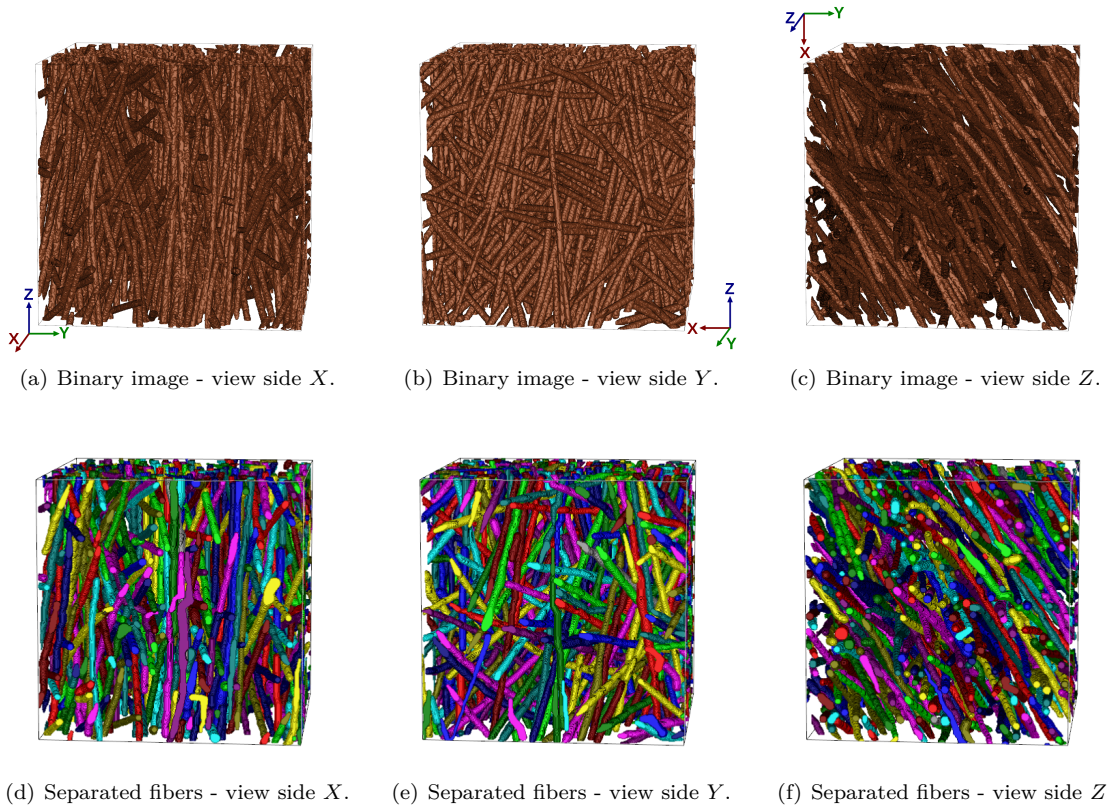 Z
Y
X
Z
X
Y
Z
Y
X
(a) Binary image - view side X.
(b) Binary image - view side Y.
(c) Binary image - view side Z.
(d) Separated fibers - view side X.
(e) Separated fibers - view side Y.
(f) Separated fibers - view side Z